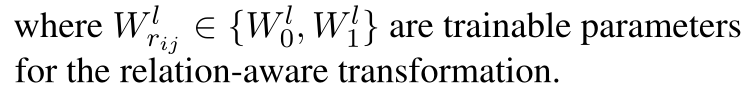 where $W^l_{r_{ij}} \in \{W^l_0, W^l_1\}$ are trainable parameters
for the relation-aware transformation.